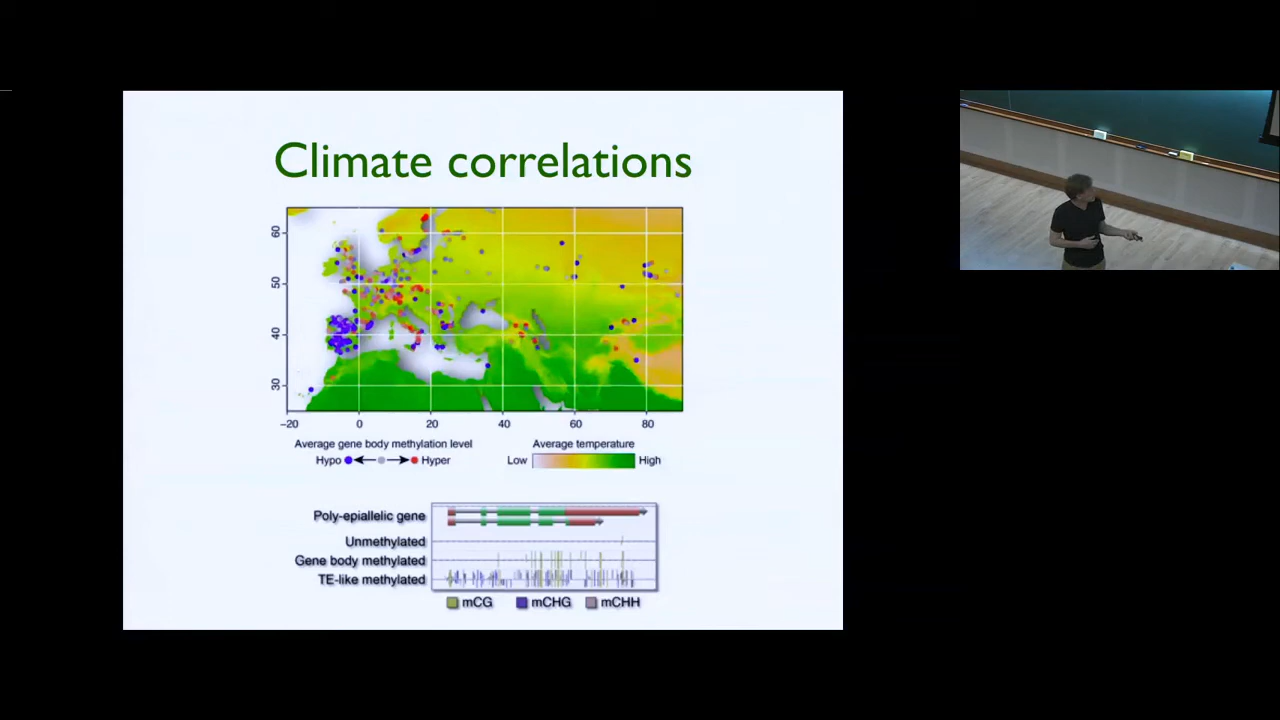 Climate correlations
60
50
40
30
−20 0 20 40 60 80
Average gene body methylation level
Hypo Hyper
Average temperature
Low High
Poly-epiallelic gene
Unmethylated
Gene body methylated
TE-like methylated
mCG mCHG mCHH